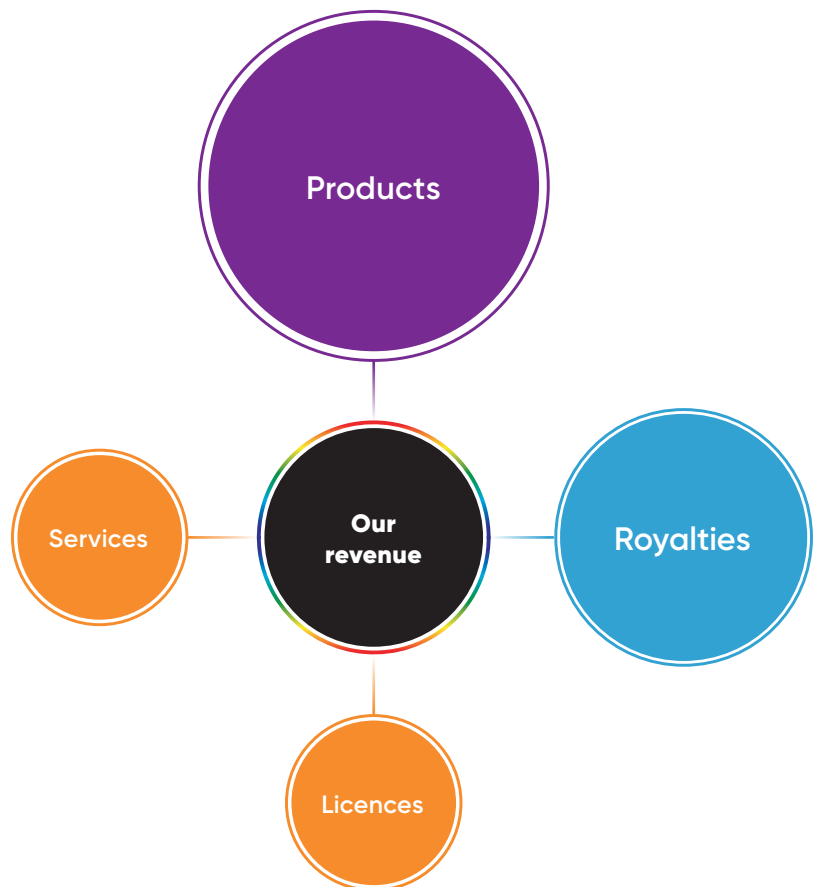 Products
Services
Our
revenue
Royalties
Licences